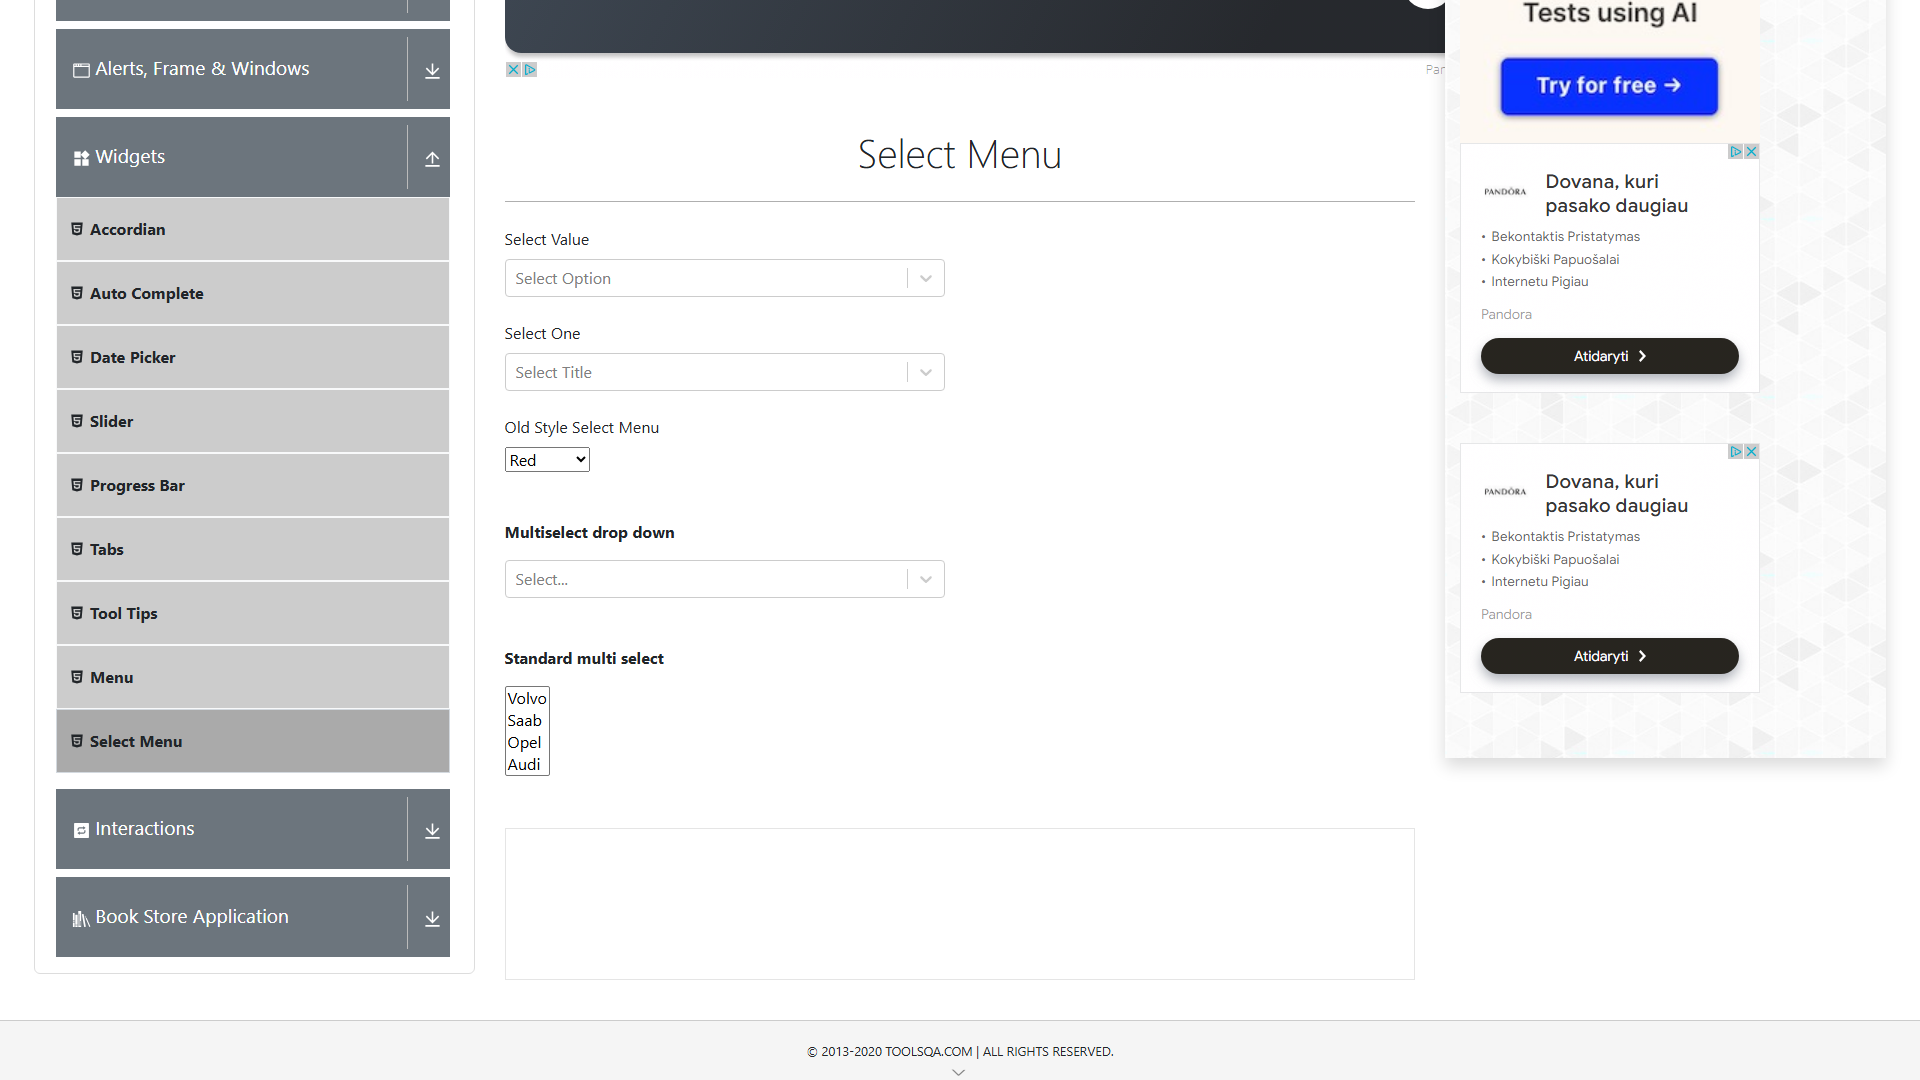 Alerts, Frame & Windows
Widgets
Accordian
Auto Complete
Date Picker
Slider
Progress Bar
Tabs
Tool Tips
Menu
Select Menu
Interactions
Book Store Application
Select Menu
Select Value
Select Option
Select One
Select Title
Old Style Select Menu
Red
Multiselect drop down
Select...
Standard multi select
Volvo
Saab
Opel
Audi
Tests using AI
Try for free →
PANDÓRA
Dovana, kuri
pasako daugiau
• Bekontaktis Pristatymas
• Kokybiški Papuošalai
• Internetu Pigiau
Pandora
Atidaryti
PANDÓRA
Dovana, kuri
pasako daugiau
• Bekontaktis Pristatymas
• Kokybiški Papuošalai
• Internetu Pigiau
Pandora
Atidaryti
© 2013-2020 TOOLSQA.COM | ALL RIGHTS RESERVED.